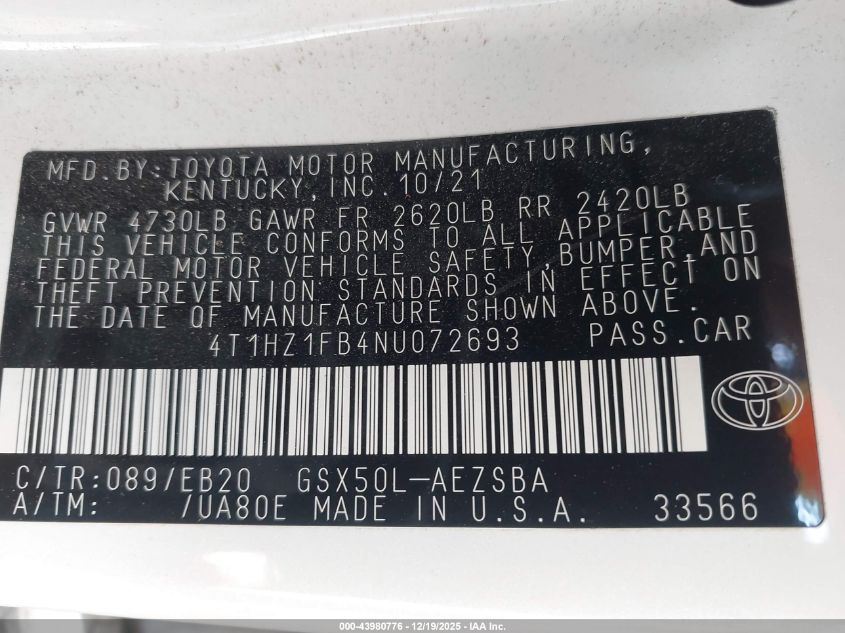 MFD.BY:TOYOTA MOTOR MANUFACTURING,
KENTUCKY,INC.10/21
GVWR 4730LB GAWR FR 2620LB RR 2420LB
THIS VEHICLE CONFORMS TO ALL APPLICABLE
FEDERAL MOTOR VEHICLE SAFETY,BUMPER,AND
THEFT PREVENTION STANDARDS IN EFFECT ON
THE DATE OF MANUFACTURE SHOWN ABOVE.
4T1HZ1FB4NU072693 PASS.CAR
C/TR:089/EB20 GSX50L-AEZSBA
A/TM: /UA80E MADE IN U.S.A. 33566
000-43980776 - 12/19/2025 - IAA Inc.